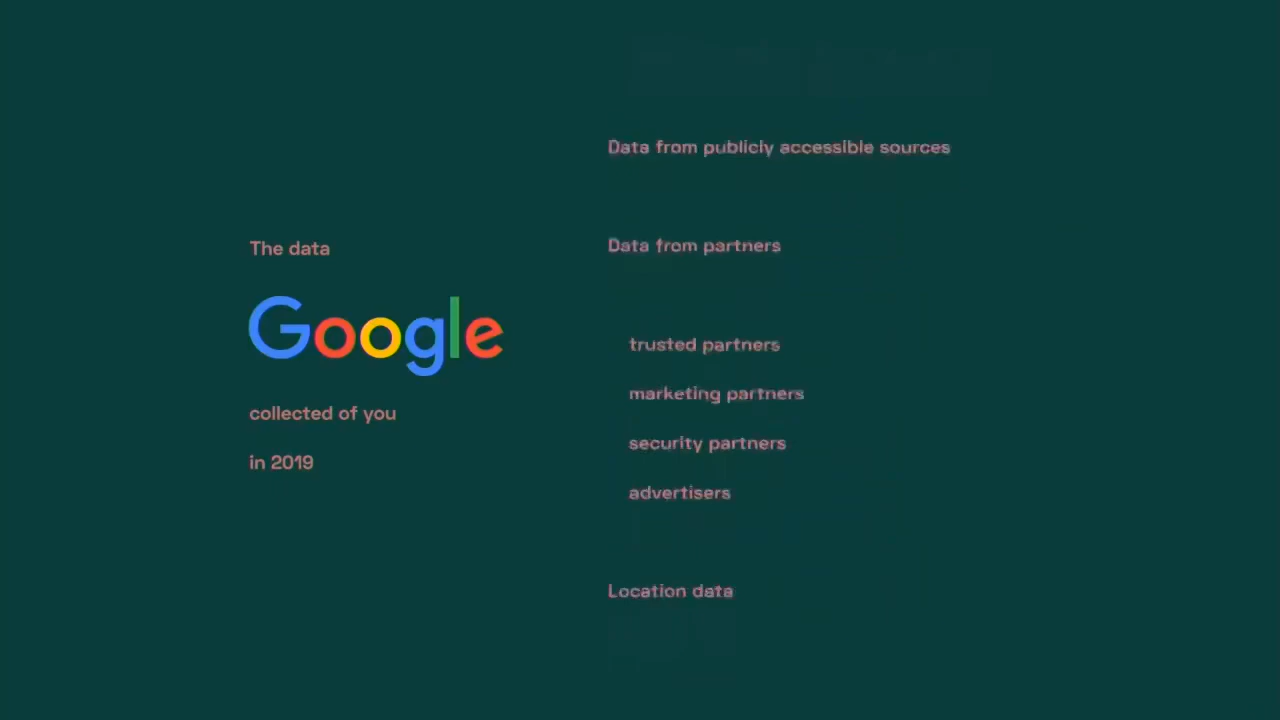 The data
Google
collected of you
in 2019
Data from publicly accessible sources
Data from partners
trusted partners
marketing partners
security partners
advertisers
Location data